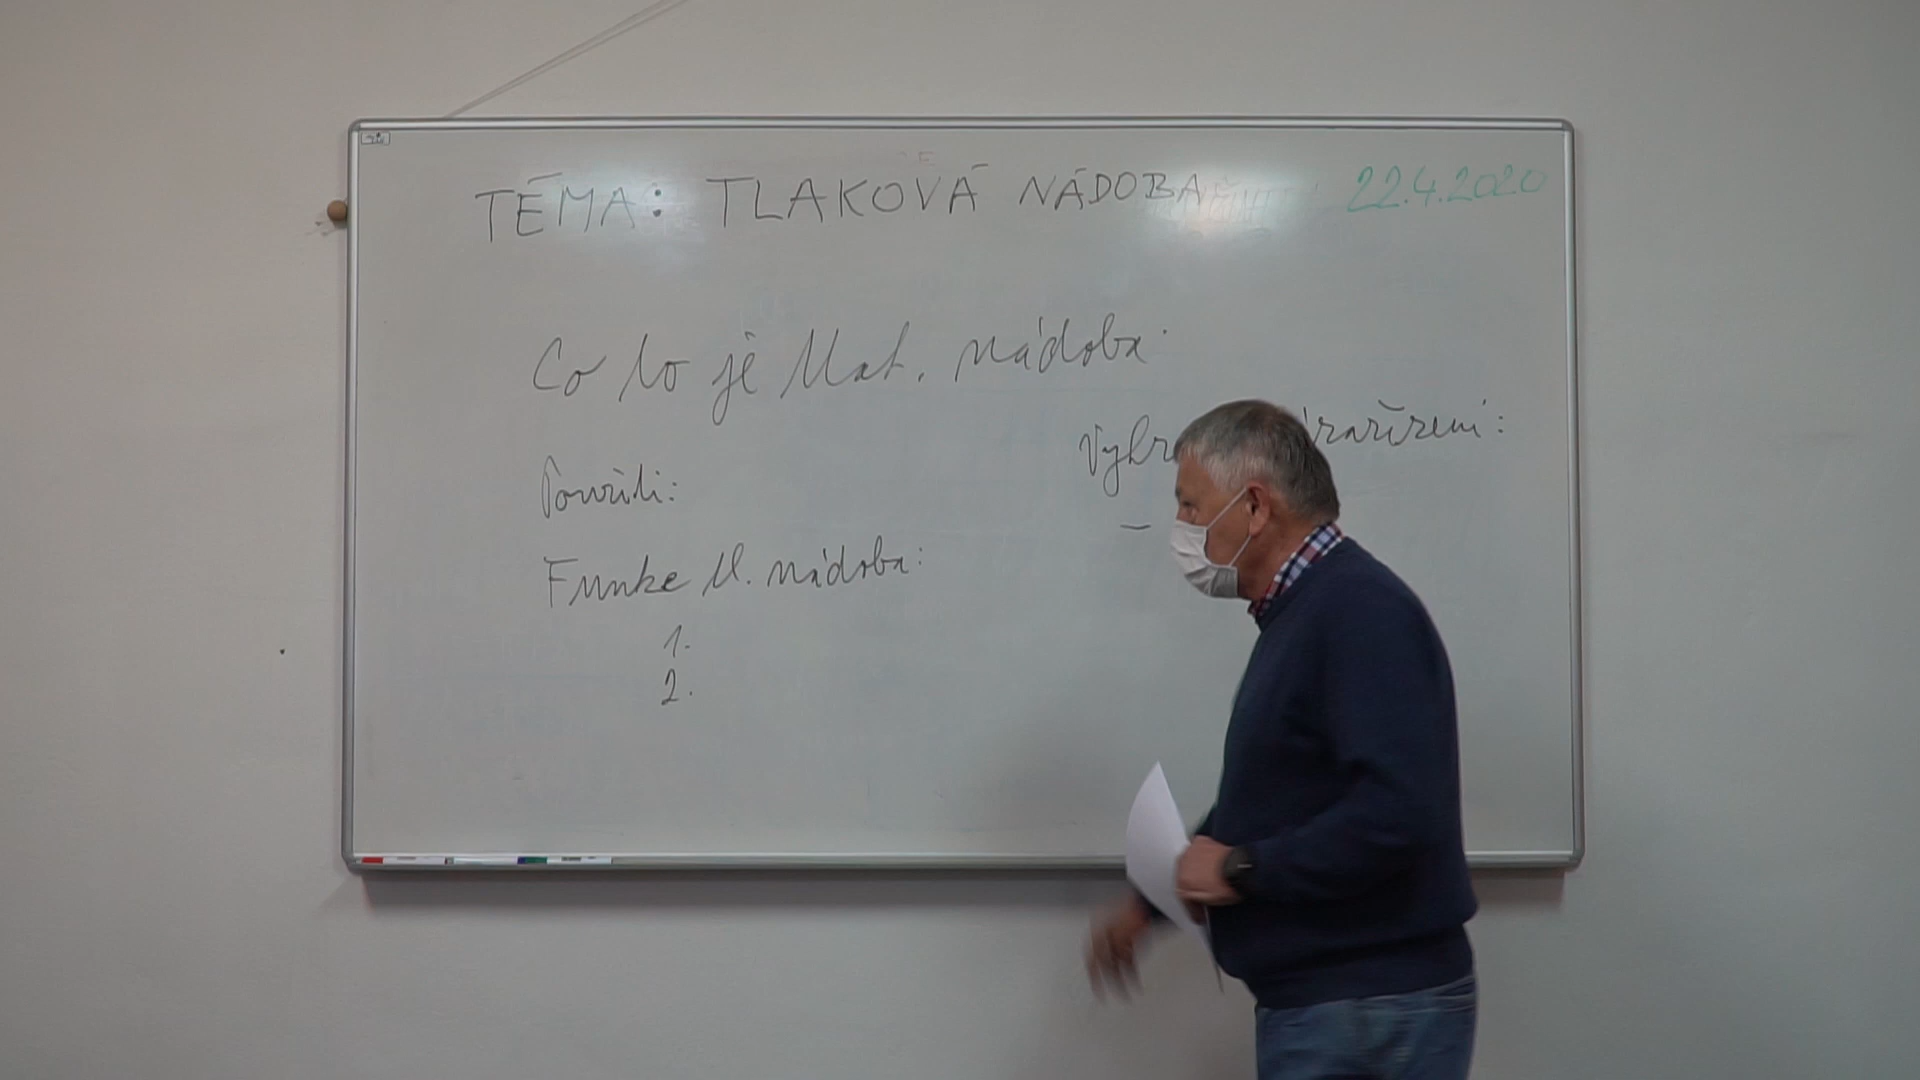 TÉMA: TLAKOVÁ NÁDOBA 22.4.2020
Co to je tlak. nádoba:
Použití:
Funkce tl. nádoba:
1.
2.